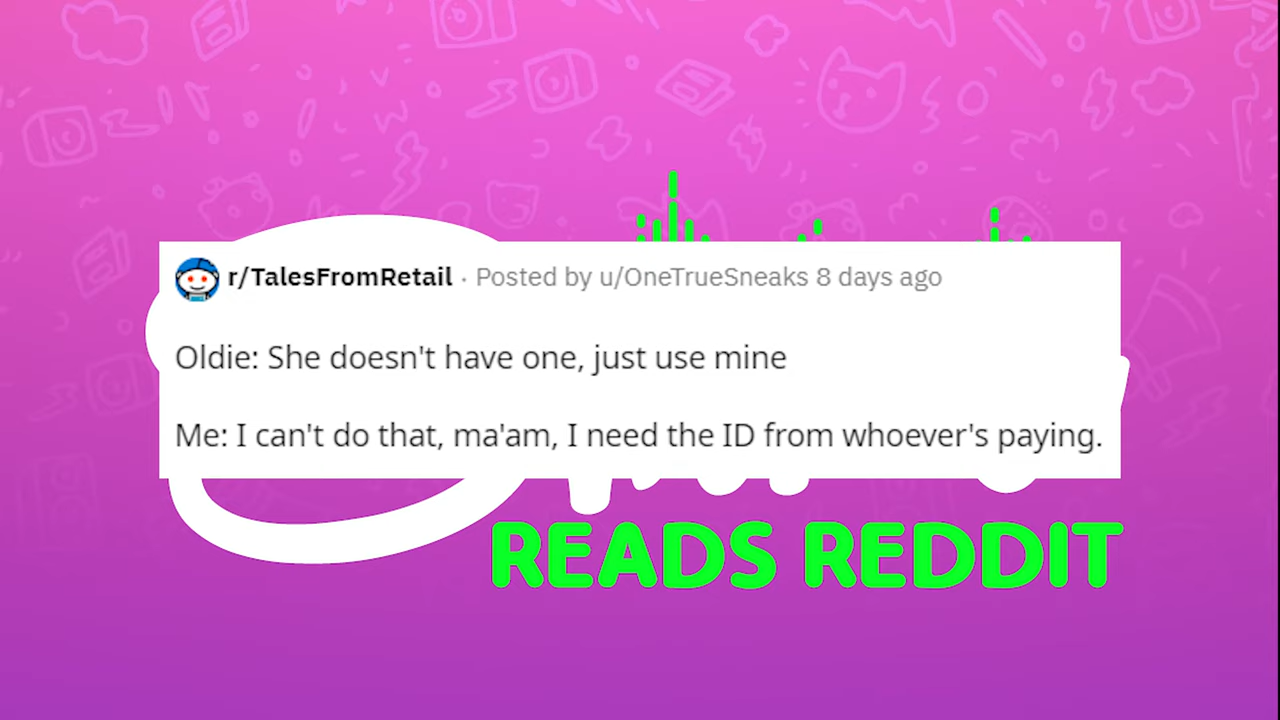 r/TalesFromRetail · Posted by u/OneTrueSneaks 8 days ago
Oldie: She doesn't have one, just use mine
Me: I can't do that, ma'am, I need the ID from whoever's paying.
READS REDDIT